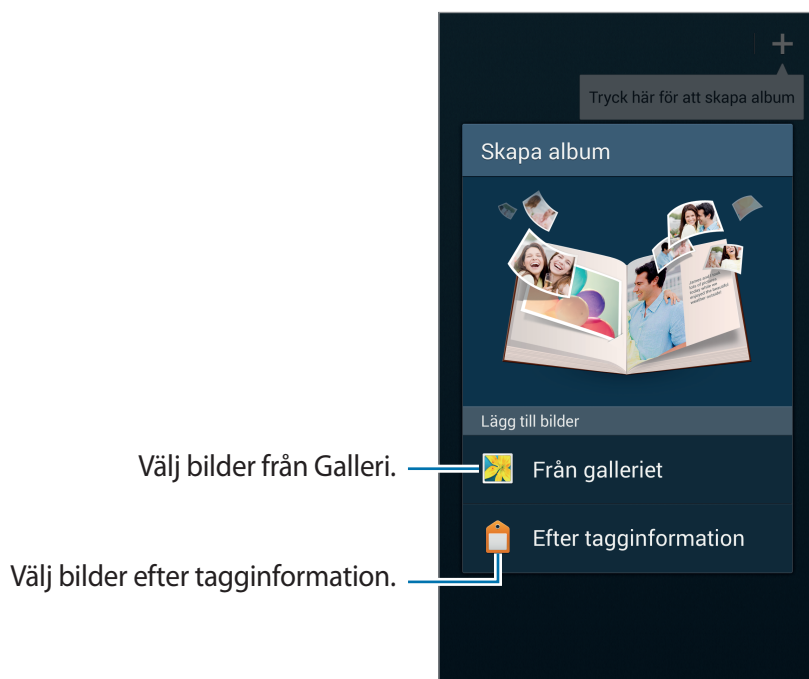 +
Tryck här för att skapa album
Skapa album
Lägg till bilder
Välj bilder från Galleri.
Från galleriet
Välj bilder efter tagginformation.
Efter tagginformation